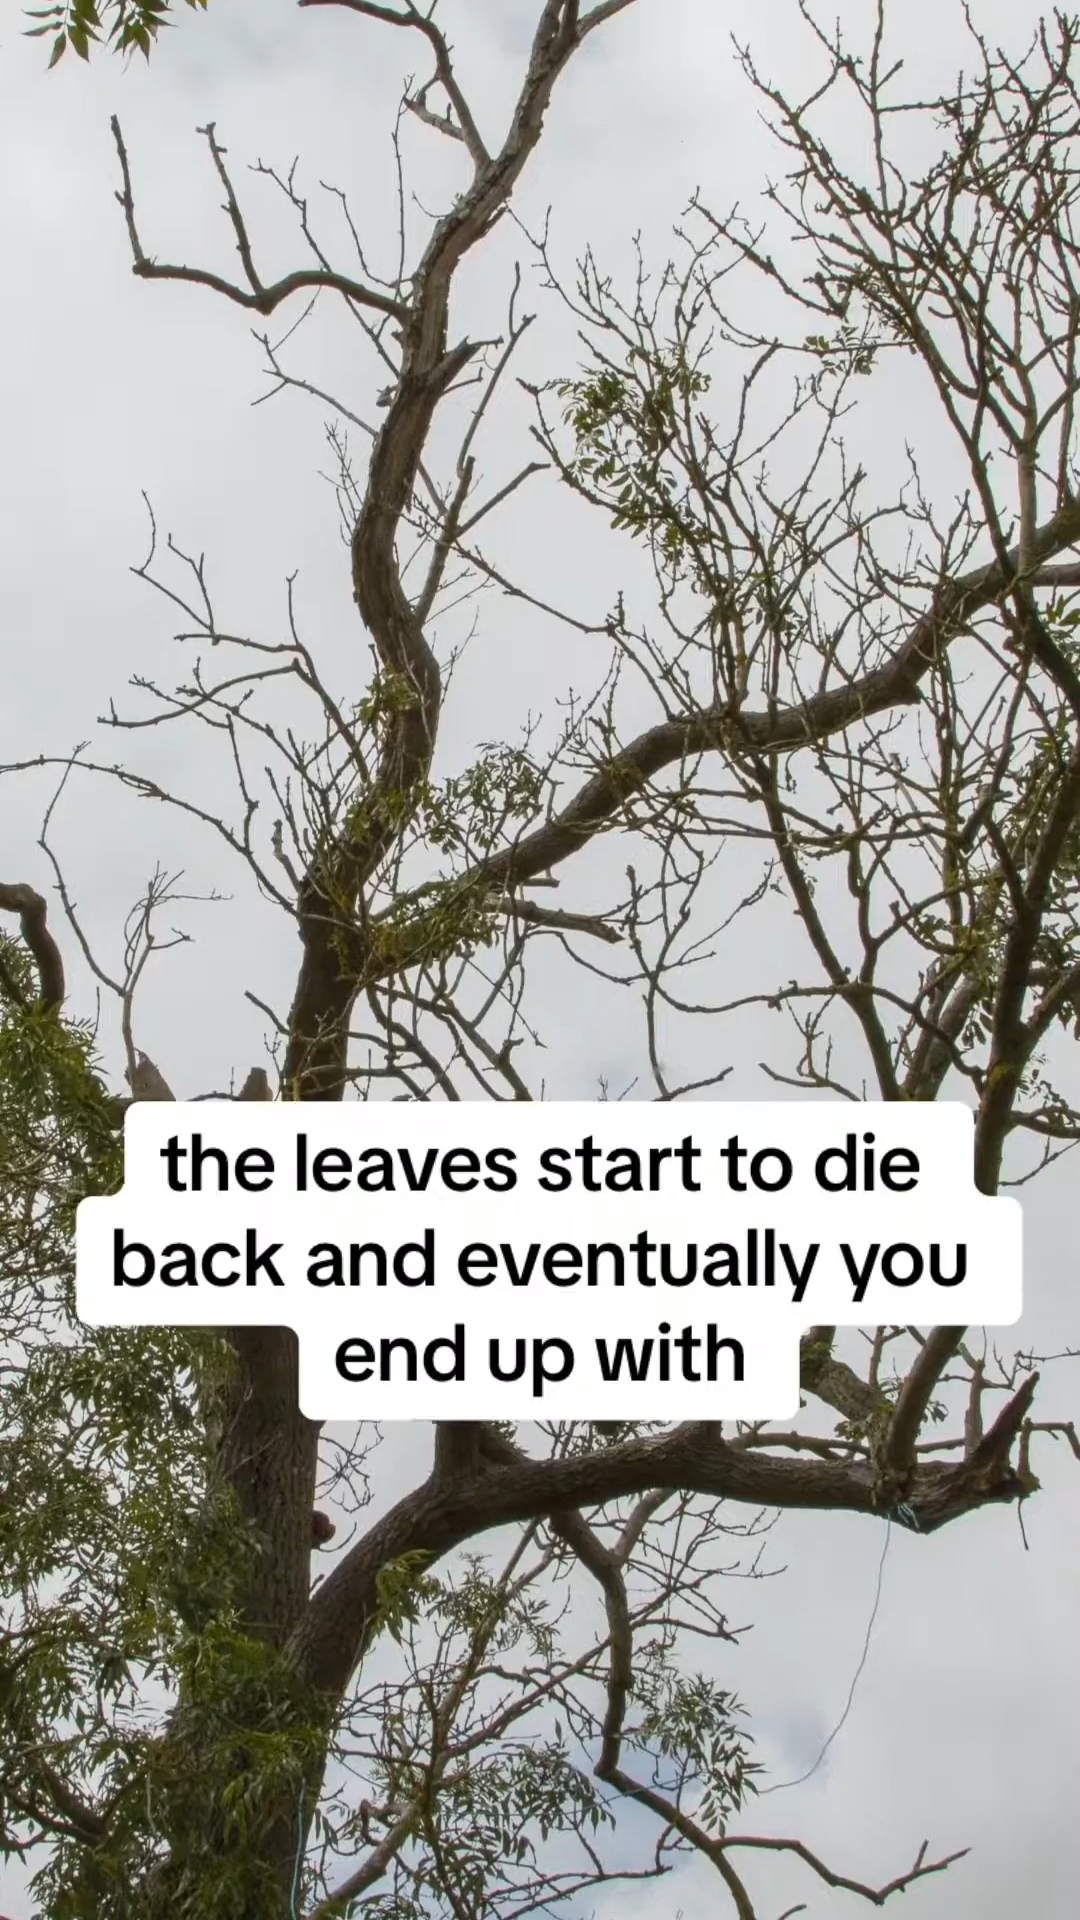 the leaves start to die
back and eventually you
end up with